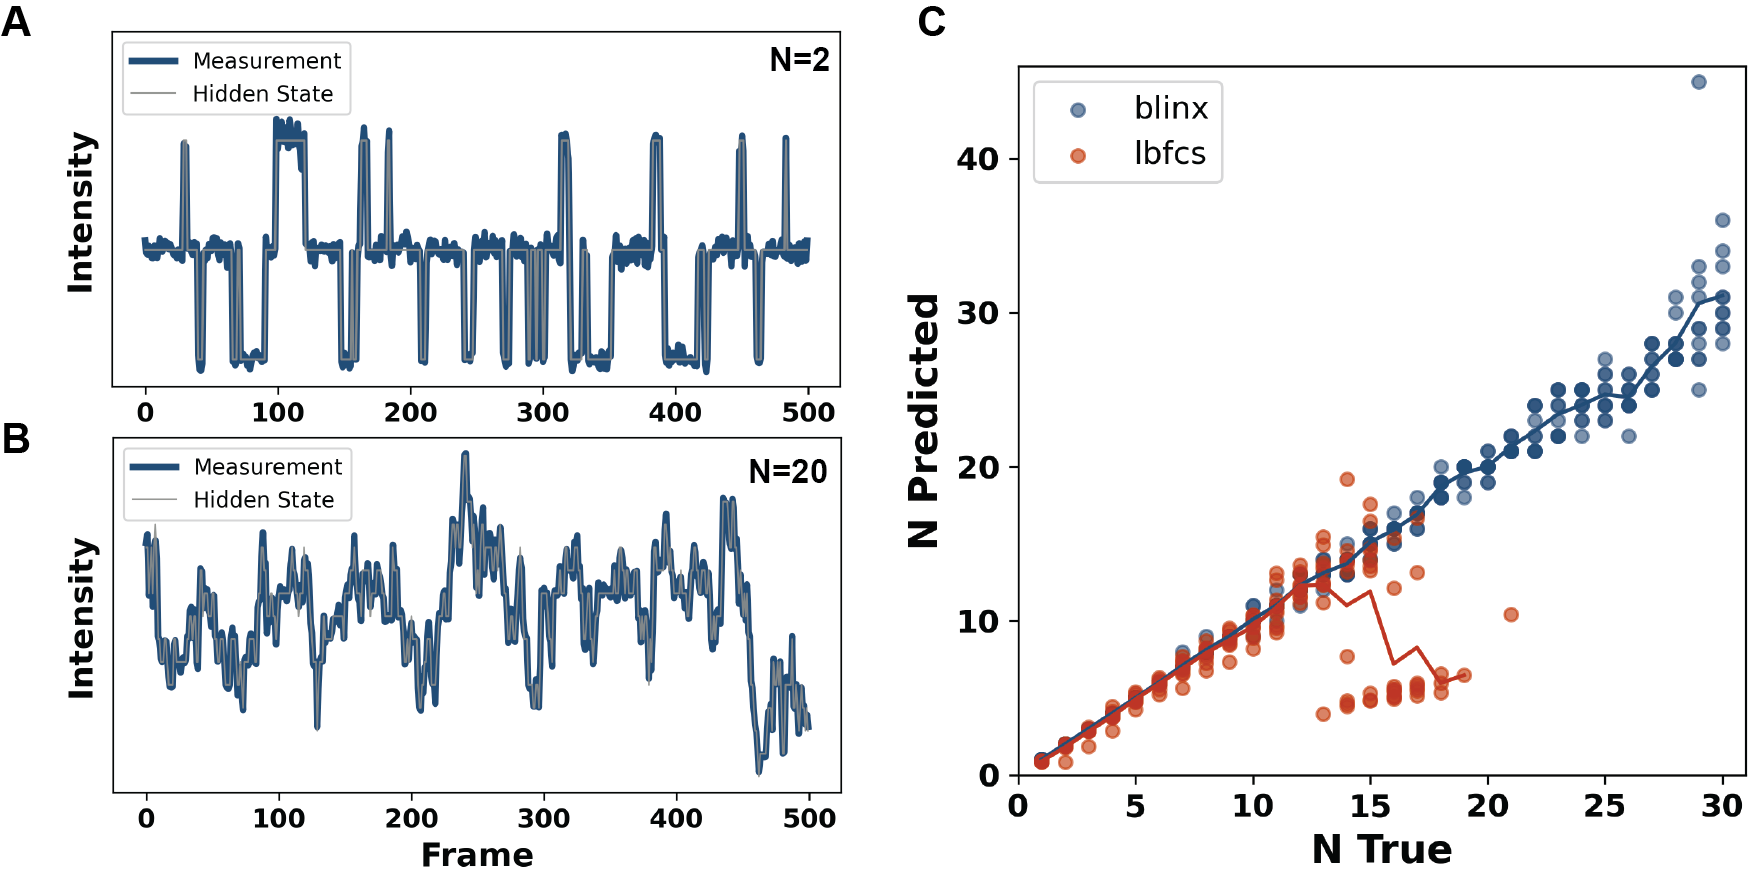 A
Measurement
Hidden State
N=2
Intensity
0 100 200 300 400 500
B
Measurement
Hidden State
N=20
Intensity
0 100 200 300 400 500
Frame
C
blinx
lbfcs
N Predicted
40
30
20
10
0
0 5 10 15 20 25 30
N True